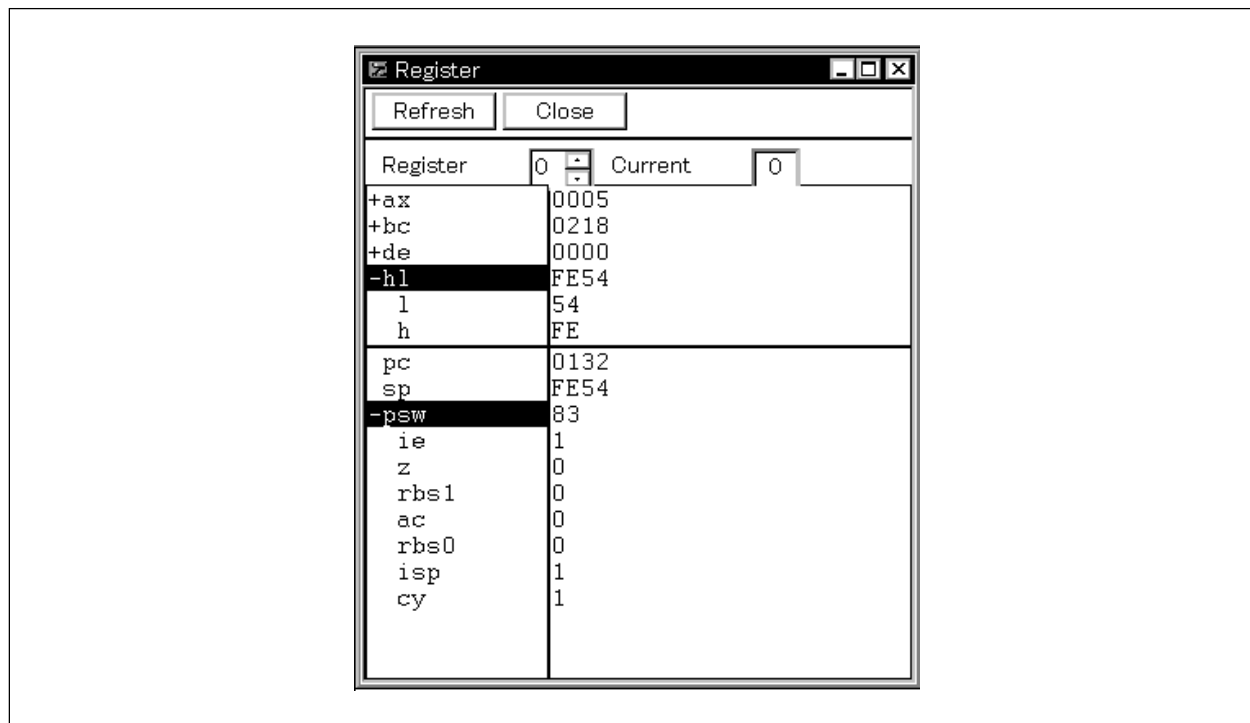 Register
Refresh Close
Register 0 Current 0
+ax 0005
+bc 0218
+de 0000
-hl FE54
l 54
h FE
pc 0132
sp FE54
-psw 83
ie 1
z 0
rbs1 0
ac 0
rbs0 0
isp 1
cy 1